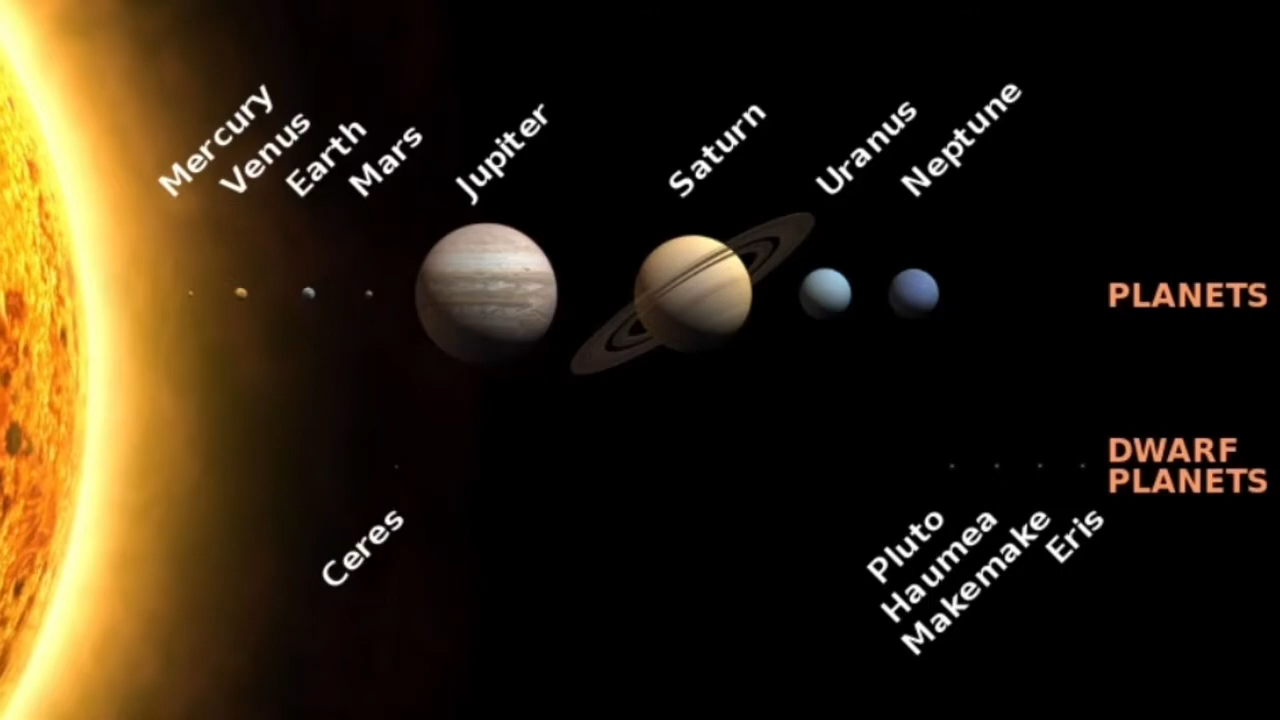 Mercury
Venus
Earth
Mars
Jupiter
Saturn
Uranus
Neptune
PLANETS
Ceres
Pluto
Haumea
Makemake
Eris
DWARF
PLANETS